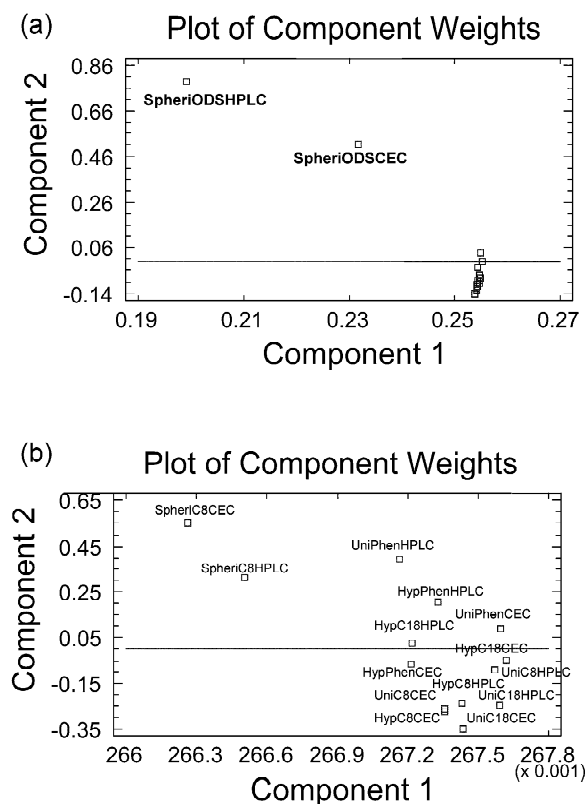 (a)
Plot of Component Weights
Component 2
0.86
0.66
0.46
0.26
0.06
-0.14
SpheriODSHPLC
SpheriODSCEC
0.19 0.21 0.23 0.25 0.27
Component 1
(b)
Plot of Component Weights
Component 2
0.65
0.45
0.25
0.05
-0.15
-0.35
SpheriC8CEC
UniPhenHPLC
SpheriC8HPLC
HypPhenHPLC
UniPhenCEC
HypC18HPLC
HypC18CEC
HypPhenCEC
UniC8HPLC
HypC8HPLC
UniC8CEC
UniC18HPLC
HypC8CEC
UniC18CEC
266 266.3 266.6 266.9 267.2 267.5 267.8
(x 0.001)
Component 1